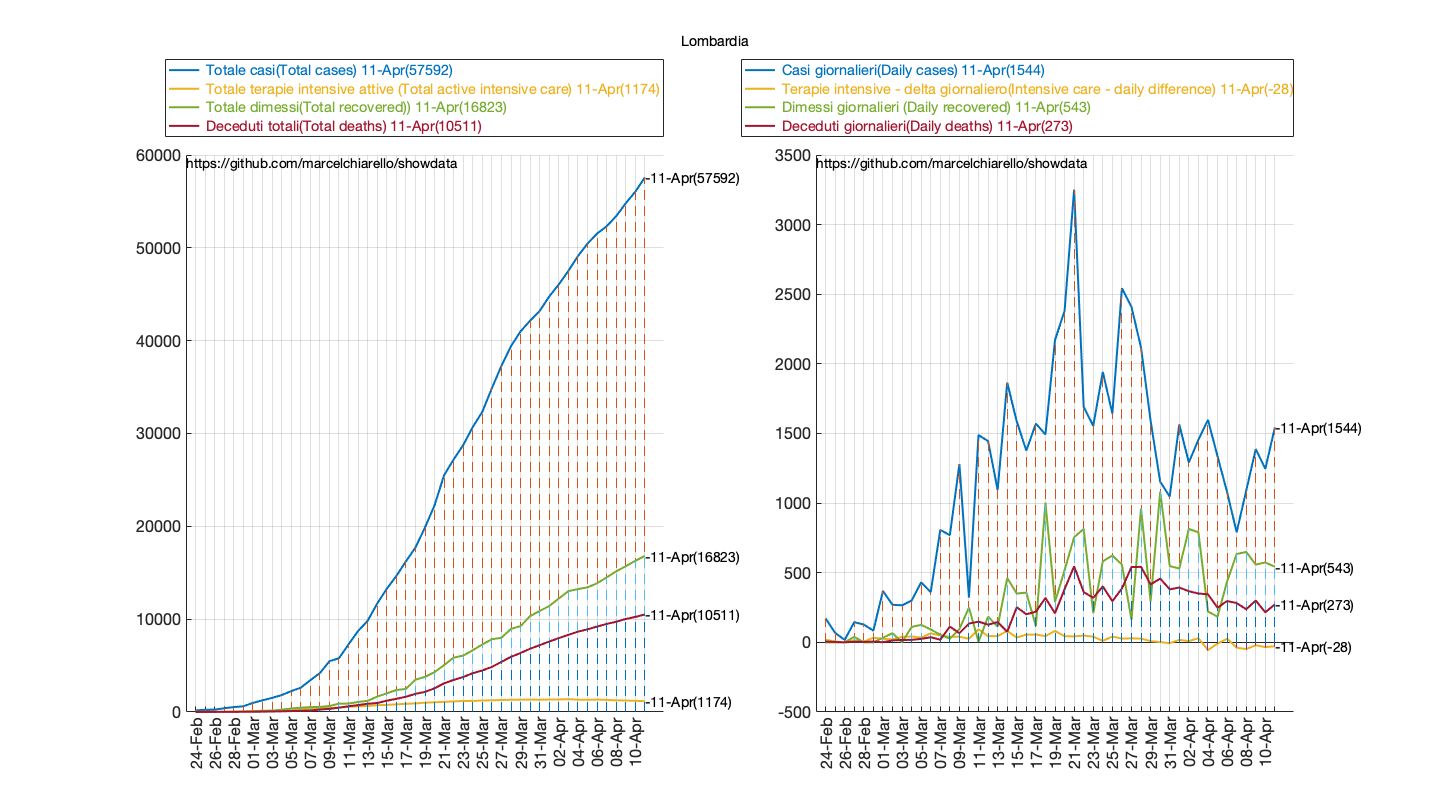 Lombardia
Totale casi(Total cases) 11-Apr(57592)
Totale terapie intensive attive (Total active intensive care) 11-Apr(1174)
Totale dimessi(Total recovered)) 11-Apr(16823)
Deceduti totali(Total deaths) 11-Apr(10511)
60000
https://github.com/marcelchiarello/showdata
11-Apr(57592)
50000
40000
30000
20000
11-Apr(16823)
10000
11-Apr(10511)
11-Apr(1174)
0
24-Feb
26-Feb
28-Feb
01-Mar
03-Mar
05-Mar
07-Mar
09-Mar
11-Mar
13-Mar
15-Mar
17-Mar
19-Mar
21-Mar
23-Mar
25-Mar
27-Mar
29-Mar
31-Mar
02-Apr
04-Apr
06-Apr
08-Apr
10-Apr
Casi giornalieri(Daily cases) 11-Apr(1544)
Terapie intensive - delta giornaliero(Intensive care - daily difference) 11-Apr(-28)
Dimessi giornalieri (Daily recovered) 11-Apr(543)
Deceduti giornalieri(Daily deaths) 11-Apr(273)
3500
https://github.com/marcelchiarello/showdata
3000
2500
2000
1500
11-Apr(1544)
1000
500
11-Apr(543)
11-Apr(273)
0
11-Apr(-28)
-500
24-Feb
26-Feb
28-Feb
01-Mar
03-Mar
05-Mar
07-Mar
09-Mar
11-Mar
13-Mar
15-Mar
17-Mar
19-Mar
21-Mar
23-Mar
25-Mar
27-Mar
29-Mar
31-Mar
02-Apr
04-Apr
06-Apr
08-Apr
10-Apr